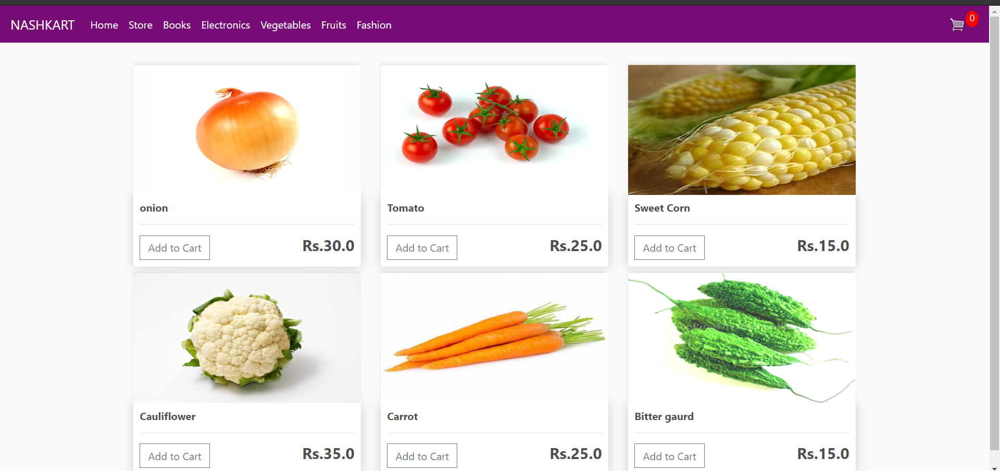 NASHKART Home Store Books Electronics Vegetables Fruits Fashion 0
onion
Add to Cart Rs.30.0
Tomato
Add to Cart Rs.25.0
Sweet Corn
Add to Cart Rs.15.0
Cauliflower
Add to Cart Rs.35.0
Carrot
Add to Cart Rs.25.0
Bitter gaurd
Add to Cart Rs.15.0